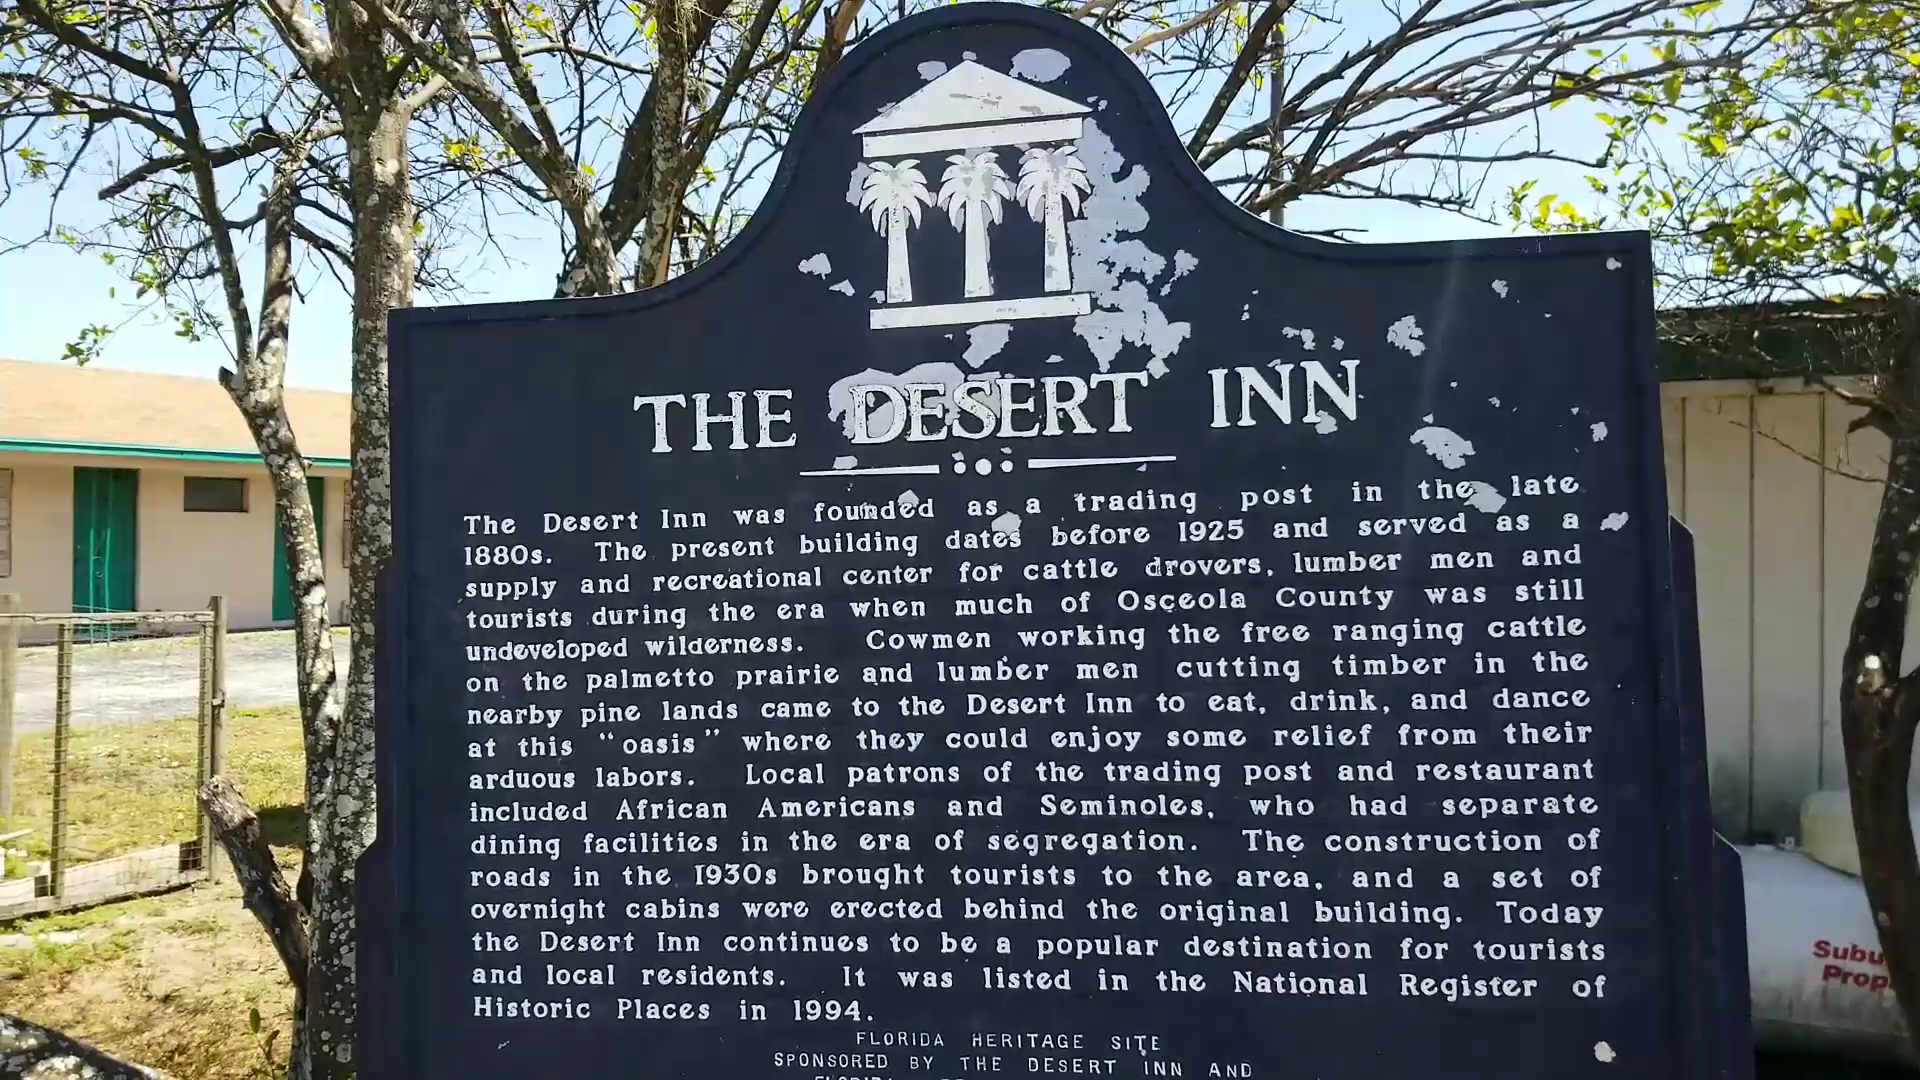 THE DESERT INN
The Desert Inn was founded as a trading post in the late
1880s. The present building dates before 1925 and served as a
supply and recreational center for cattle drovers, lumber men and
tourists during the era when much of Osceola County was still
undeveloped wilderness. Cowmen working the free ranging cattle
on the palmetto prairie and lumber men cutting timber in the
nearby pine lands came to the Desert Inn to eat, drink, and dance
at this "oasis" where they could enjoy some relief from their
arduous labors. Local patrons of the trading post and restaurant
included African Americans and Seminoles, who had separate
dining facilities in the era of segregation. The construction of
roads in the 1930s brought tourists to the area, and a set of
overnight cabins were erected behind the original building. Today
the Desert Inn continues to be a popular destination for tourists
and local residents. It was listed in the National Register of
Historic Places in 1994.
FLORIDA HERITAGE SITE
SPONSORED BY THE DESERT INN AND